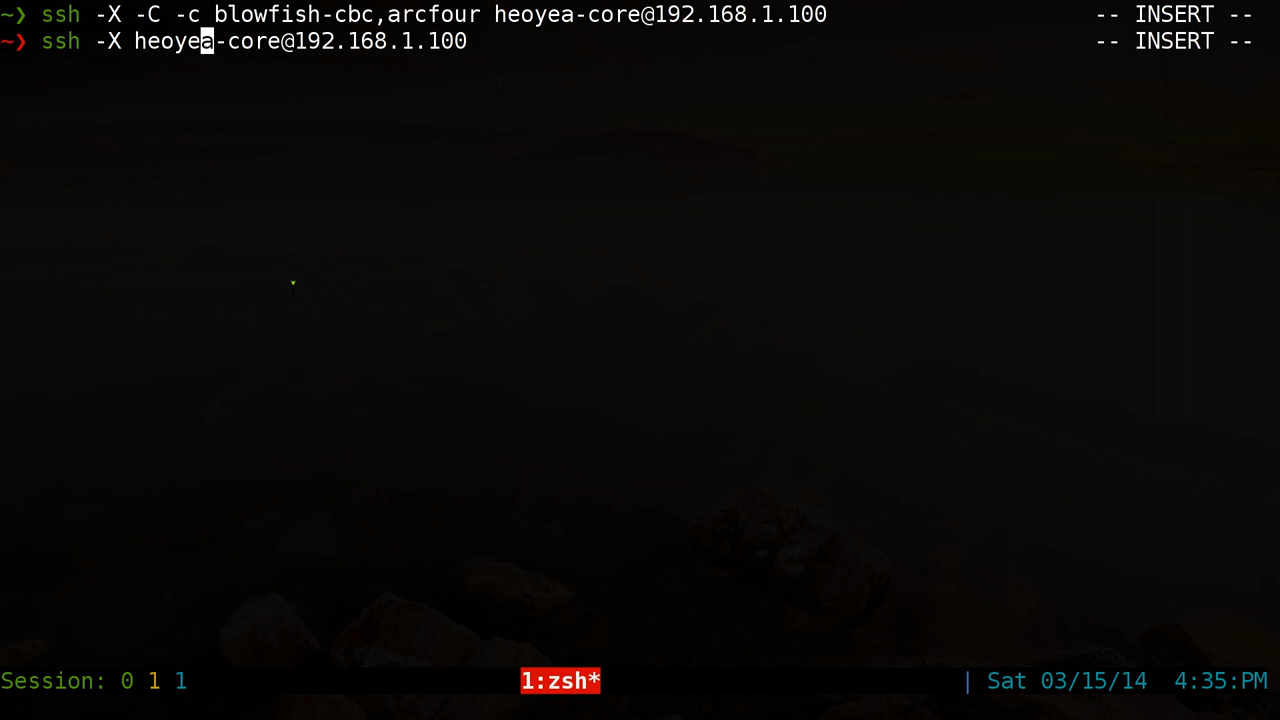 ~❯ ssh -X -C -c blowfish-cbc,arcfour heoyea-core@192.168.1.100 -- INSERT --
~❯ ssh -X heoyea-core@192.168.1.100 -- INSERT --
Session: 0 1 1 1:zsh* | Sat 03/15/14 4:35:PM